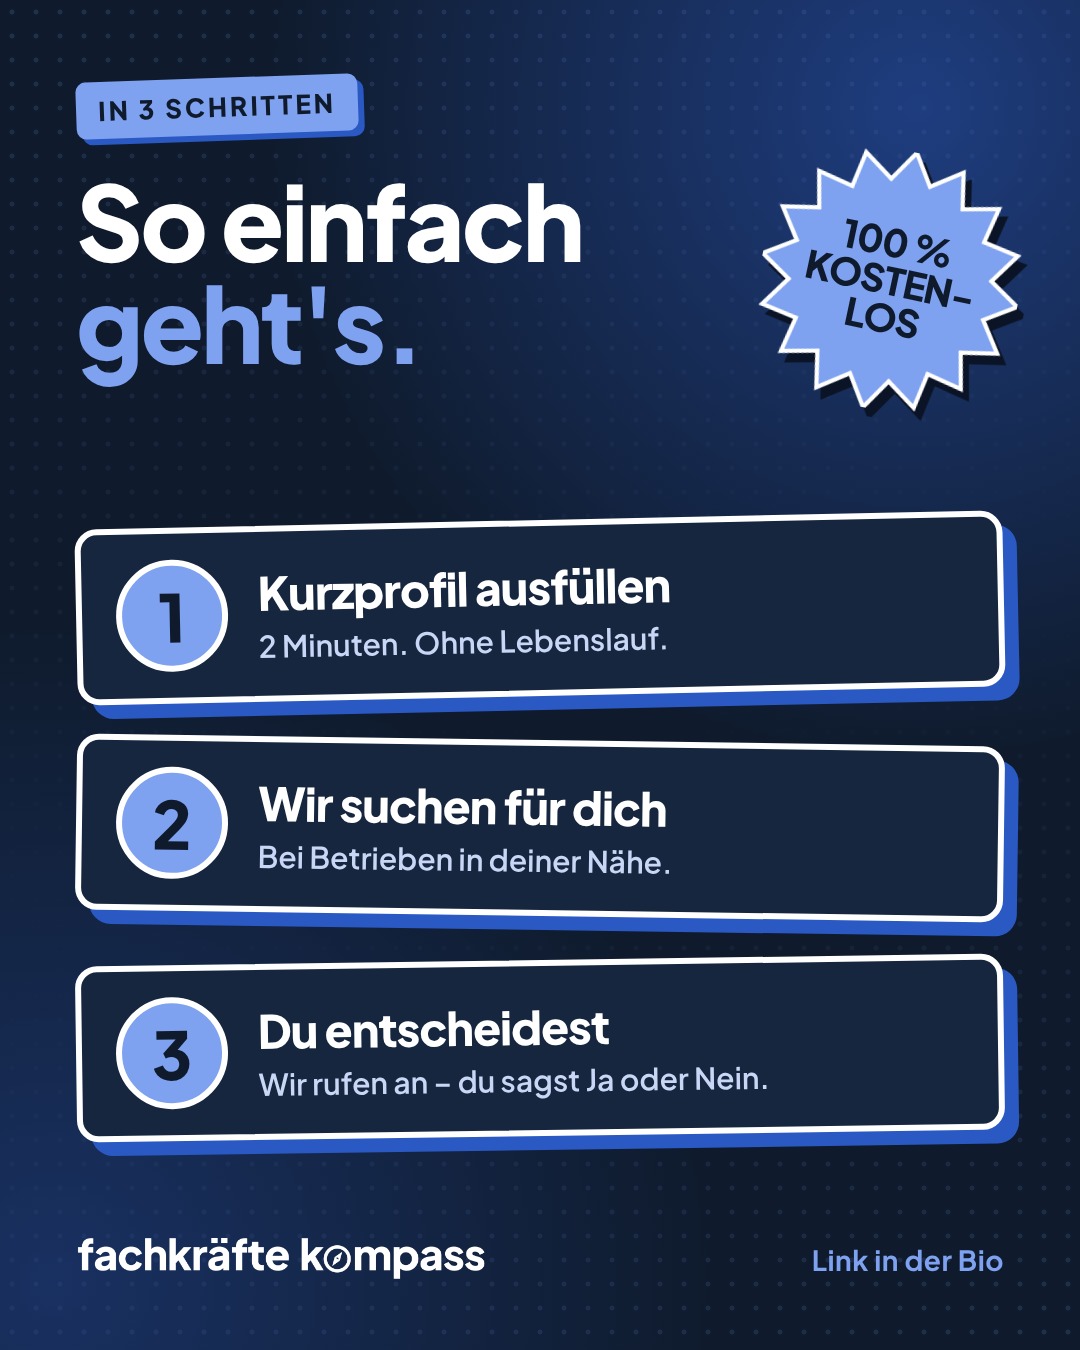 IN 3 SCHRITTEN
So einfach
geht's.
100 %
KOSTEN-
LOS
1
Kurzprofil ausfüllen
2 Minuten. Ohne Lebenslauf.
2
Wir suchen für dich
Bei Betrieben in deiner Nähe.
3
Du entscheidest
Wir rufen an – du sagst Ja oder Nein.
fachkräfte kompass
Link in der Bio